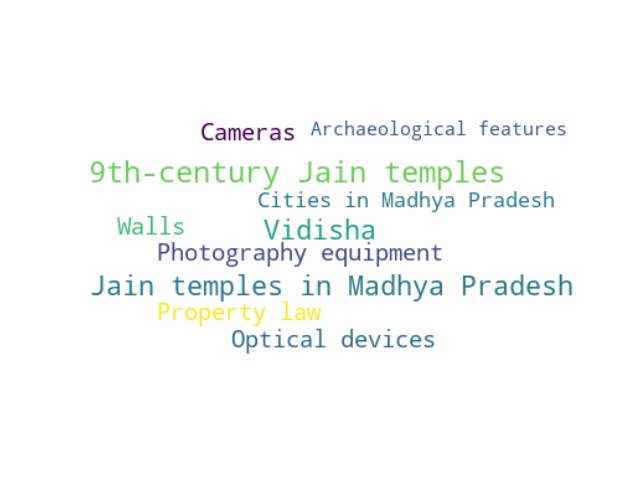 Cameras
Archaeological features
9th-century Jain temples
Cities in Madhya Pradesh
Walls
Vidisha
Photography equipment
Jain temples in Madhya Pradesh
Property law
Optical devices